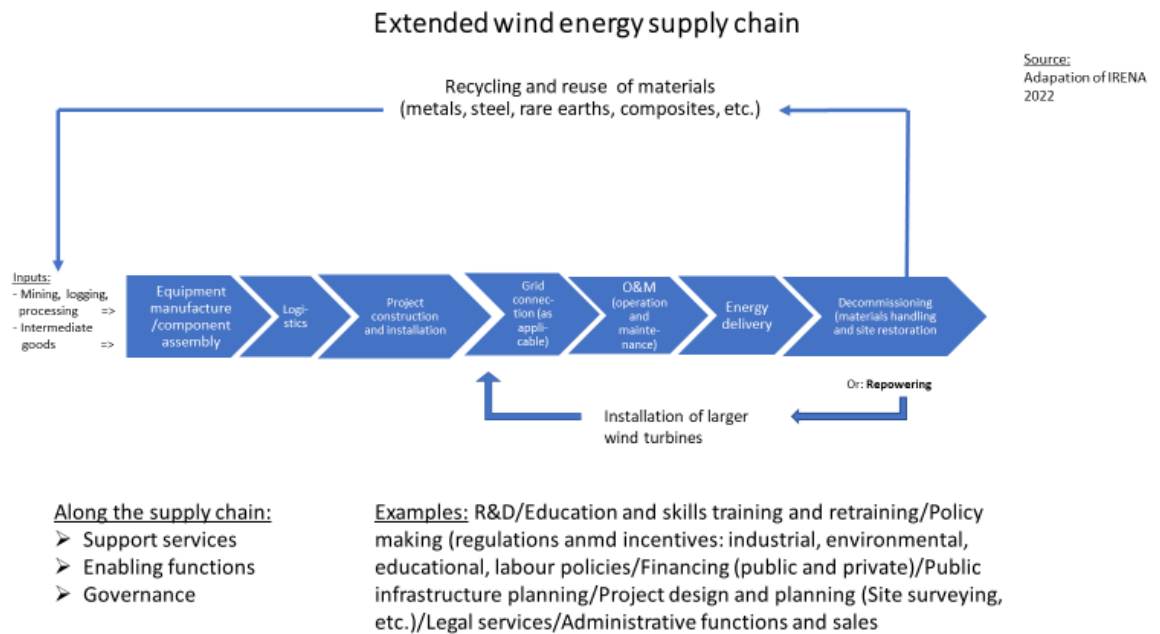 Extended wind energy supply chain
Source:
Adapation of IRENA
2022
Recycling and reuse of materials
(metals, steel, rare earths, composites, etc.)
Inputs:
- Mining, logging,
processing =>
- Intermediate
goods =>
Equipment
manufacture
/component
assembly
Logi-
stics
Project
construction
and installation
Grid
connec-
tion (as
appli-
cable)
O&M
(operation
and
mainte-
nance)
Energy
delivery
Decommissioning
(materials handling
and site restoration
Or: Repowering
Installation of larger
wind turbines
Along the supply chain:
➢ Support services
➢ Enabling functions
➢ Governance
Examples: R&D/Education and skills training and retraining/Policy
making (regulations anmd incentives: industrial, environmental,
educational, labour policies/Financing (public and private)/Public
infrastructure planning/Project design and planning (Site surveying,
etc.)/Legal services/Administrative functions and sales